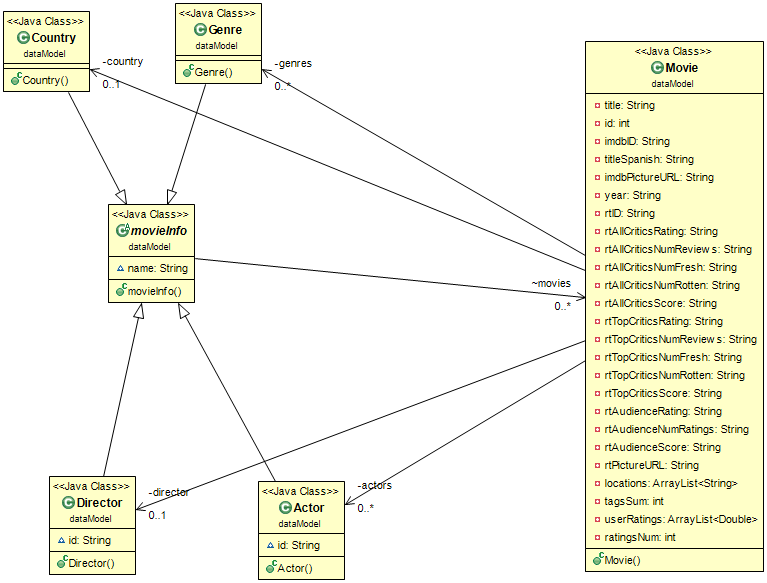 <<Java Class>>
Country
dataModel
Country()
<<Java Class>>
Genre
dataModel
Genre()
-country
0..1
-genres
0..*
<<Java Class>>
movieInfo
dataModel
name: String
movieInfo()
~movies
0..*
<<Java Class>>
Director
dataModel
id: String
Director()
-director
0..1
<<Java Class>>
Actor
dataModel
id: String
Actor()
-actors
0..*
<<Java Class>>
Movie
dataModel
title: String
id: int
imdbID: String
titleSpanish: String
imdbPictureURL: String
year: String
rtID: String
rtAllCriticsRating: String
rtAllCriticsNumReviews: String
rtAllCriticsNumFresh: String
rtAllCriticsNumRotten: String
rtAllCriticsScore: String
rtTopCriticsRating: String
rtTopCriticsNumReviews: String
rtTopCriticsNumFresh: String
rtTopCriticsNumRotten: String
rtTopCriticsScore: String
rtAudienceRating: String
rtAudienceNumRatings: String
rtAudienceScore: String
rtPictureURL: String
locations: ArrayList<String>
tagsSum: int
userRatings: ArrayList<Double>
ratingsNum: int
Movie()